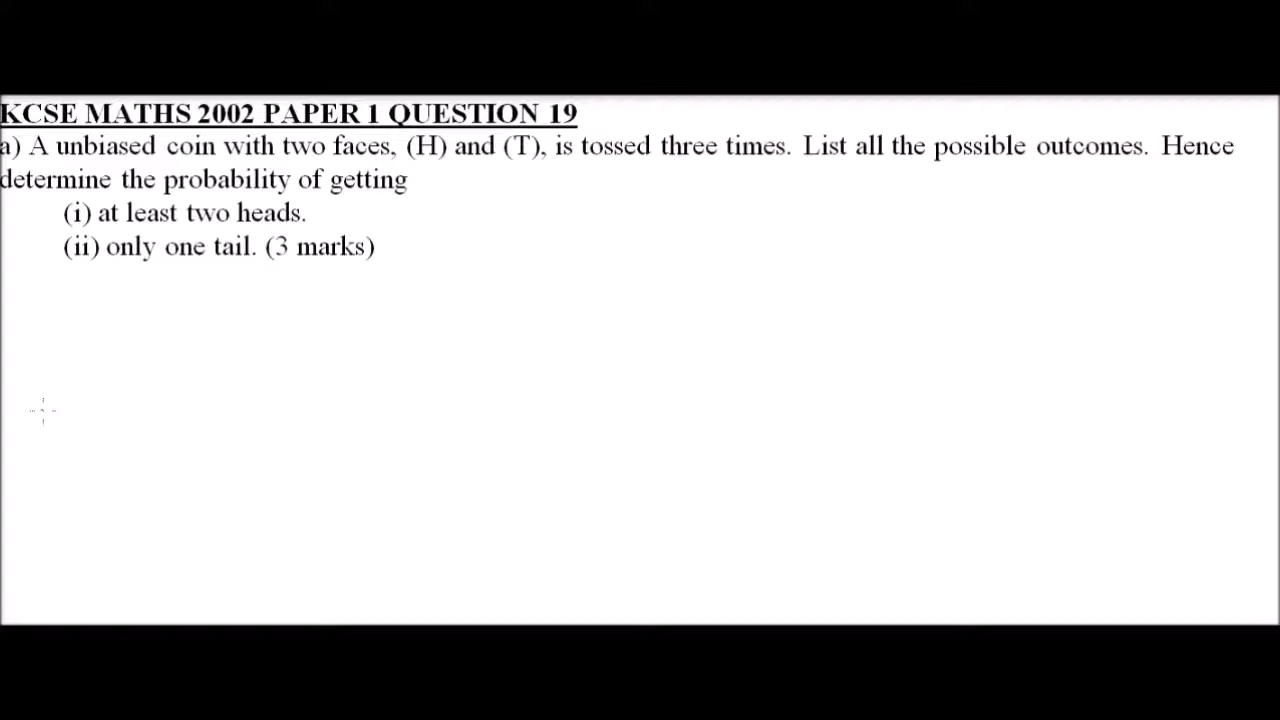 KCSE MATHS 2002 PAPER 1 QUESTION 19
a) A unbiased coin with two faces, (H) and (T), is tossed three times. List all the possible outcomes. Hence
determine the probability of getting
(i) at least two heads.
(ii) only one tail. (3 marks)